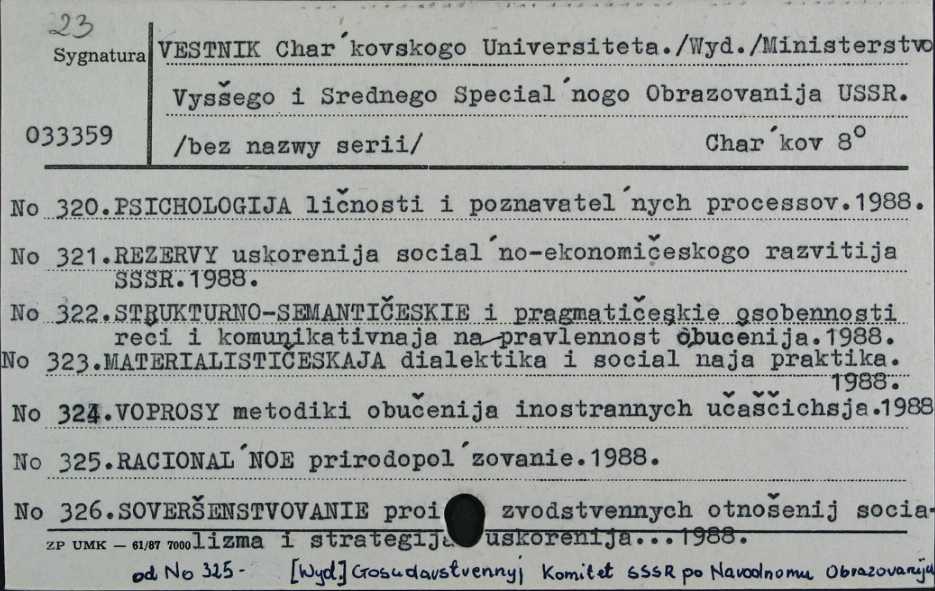 23
Sygnatura VESTNIK Char´kovskogo Universiteta./Wyd./Ministerstvo
Vysšego i Srednego Special´nogo Obrazovanija USSR.
033359 /bez nazwy serii/ Char´kov 8°
No 320.PSICHOLOGIJA ličnosti i poznavatel´nych processov.1988.
No 321.REZERVY uskorenija social´no-ekonomičeskogo razvitija
SSSR.1988.
No 322.STRUKTURNO-SEMANTIČESKIE i pragmatičeskie osobennosti
reči i komunikativnaja na pravlennost obučenija.1988.
No 323.MATERIALISTIČESKAJA dialektika i social´naja praktika.
1988.
No 324.VOPROSY metodiki obučenija inostrannych učaščichsja.1988
No 325.RACIONAL´NOE prirodopol´zovanie.1988.
No 326.SOVERŠENSTVOVANIE proi zvodstvennych otnošenij socia-
ZP UMK — 61/87 7000 lizma i strategija uskorenija...1988.
od No 325- [Wyd] Gosudarstvennyj Komitet SSSR po Narodnomu Obrazovaniju